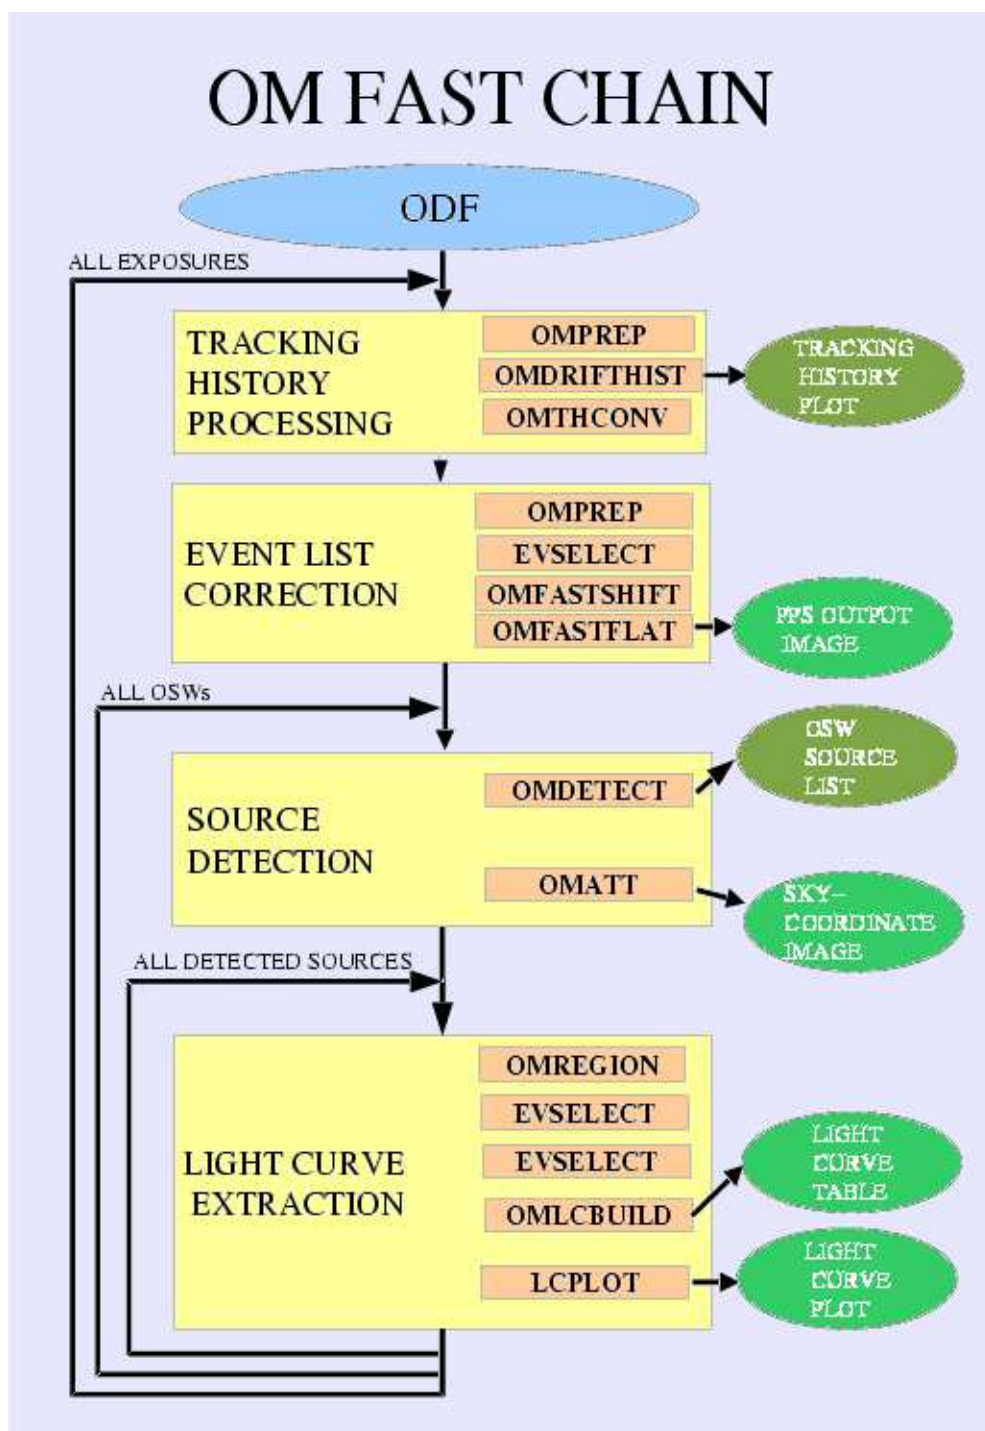 OM FAST CHAIN
ODF
ALL EXPOSURES
TRACKING
HISTORY
PROCESSING
OMPREP
OMDRIFTHIST
OMTHCONV
TRACKING
HISTORY
PLOT
EVENT LIST
CORRECTION
OMPREP
EVSELECT
OMFASTSHIFT
OMFASTFLAT
PPS OUTPUT
IMAGE
ALL OSWs
SOURCE
DETECTION
OMDETECT
OMATT
OSW
SOURCE
LIST
SKY-
COORDINATE
IMAGE
ALL DETECTED SOURCES
LIGHT CURVE
EXTRACTION
OMREGION
EVSELECT
EVSELECT
OMLCBUILD
LCPLOT
LIGHT
CURVE
TABLE
LIGHT
CURVE
PLOT